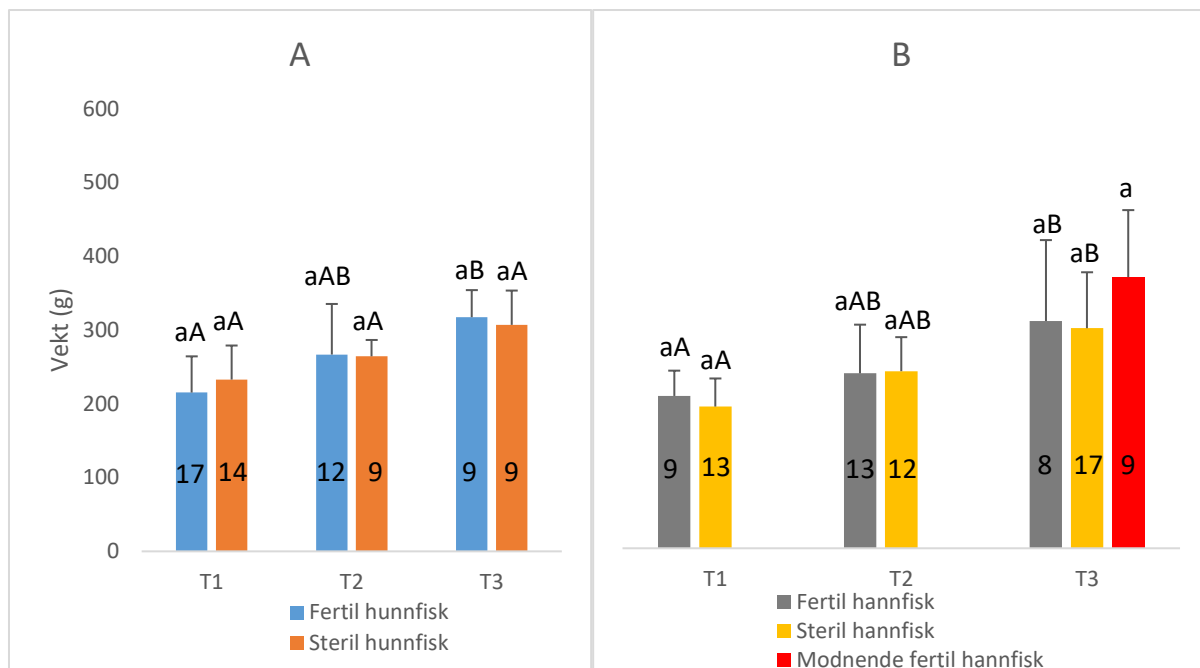 A
600
500
400
300
200
100
0
Vekt (g)
aA aA aAB aA aB aA
17 14 12 9 9 9
T1 T2 T3
Fertil hunnfisk
Steril hunnfisk
B
aA aA aAB aAB aB aB a
9 13 13 12 8 17 9
T1 T2 T3
Fertil hannfisk
Steril hannfisk
Modnende fertil hannfisk